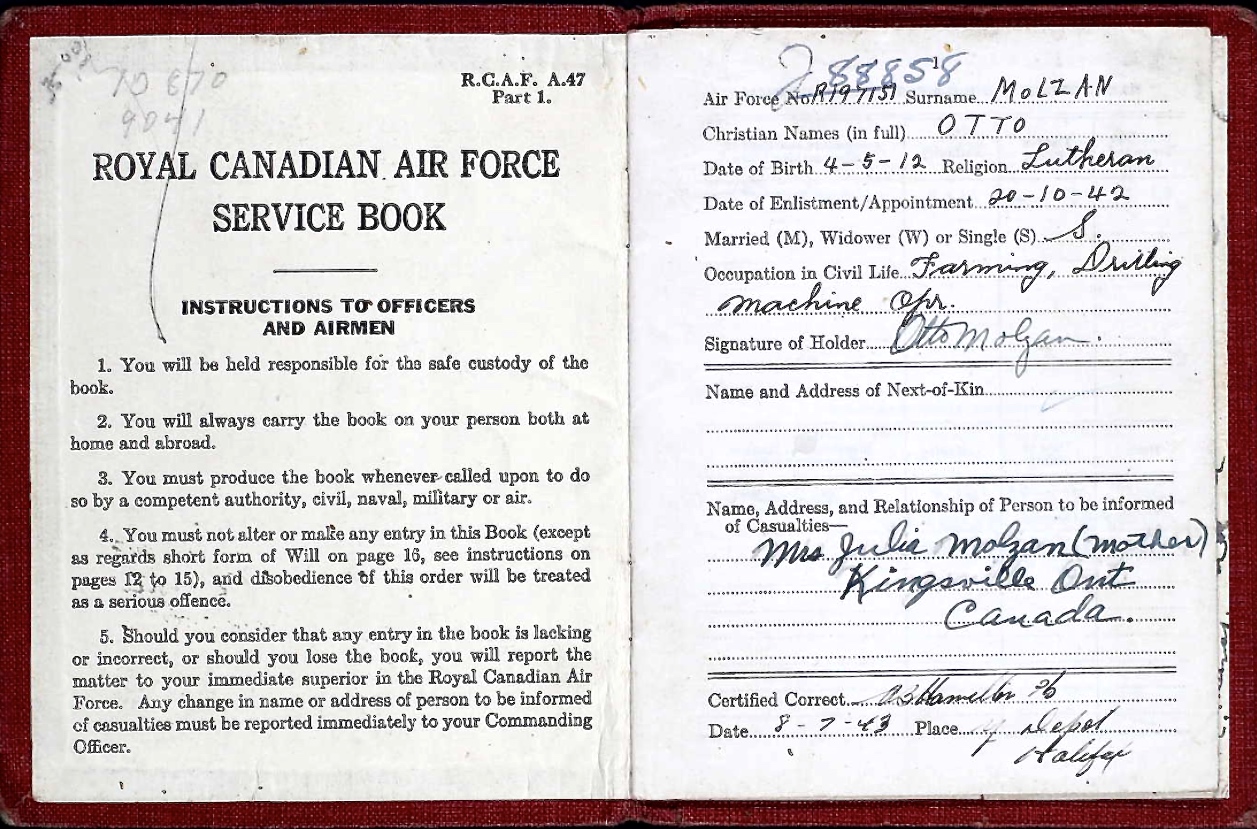 70870
9041
R.C.A.F. A.47
Part 1.
ROYAL CANADIAN AIR FORCE
SERVICE BOOK
INSTRUCTIONS TO OFFICERS
AND AIRMEN
1. You will be held responsible for the safe custody of the
book.
2. You will always carry the book on your person both at
home and abroad.
3. You must produce the book whenever called upon to do
so by a competent authority, civil, naval, military or air.
4. You must not alter or make any entry in this Book (except
as regards short form of Will on page 16, see instructions on
pages 12 to 15), and disobedience of this order will be treated
as a serious offence.
5. Should you consider that any entry in the book is lacking
or incorrect, or should you lose the book, you will report the
matter to your immediate superior in the Royal Canadian Air
Force. Any change in name or address of person to be informed
of casualties must be reported immediately to your Commanding
Officer.
1
J 88858
Air Force No. R197151 Surname MOLZAN
Christian Names (in full) OTTO
Date of Birth 4-5-12 Religion Lutheran
Date of Enlistment/Appointment 20-10-42
Married (M), Widower (W) or Single (S) S.
Occupation in Civil Life Farming, Drilling
machine Opr.
Signature of Holder Otto Molzan.
Name and Address of Next-of-Kin
Name, Address, and Relationship of Person to be informed
of Casualties—
Mrs Julia Molzan (mother)
Kingsville Ont
Canada.
Certified Correct
Date 8-7-43 Place Y Depot
Halifax